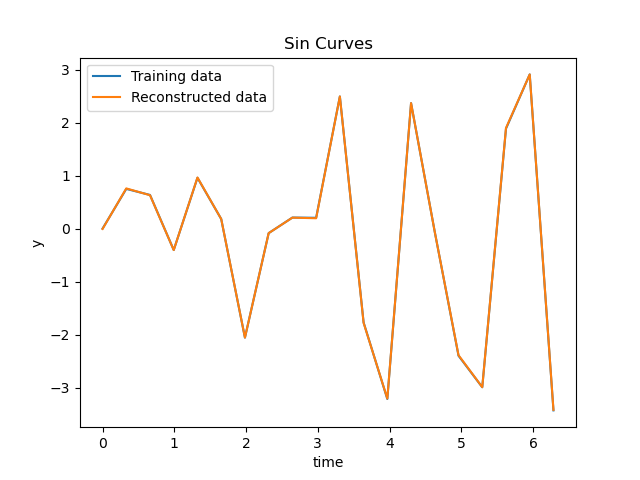 Sin Curves
Training data
Reconstructed data
3
2
1
0
−1
−2
−3
y
0 1 2 3 4 5 6
time